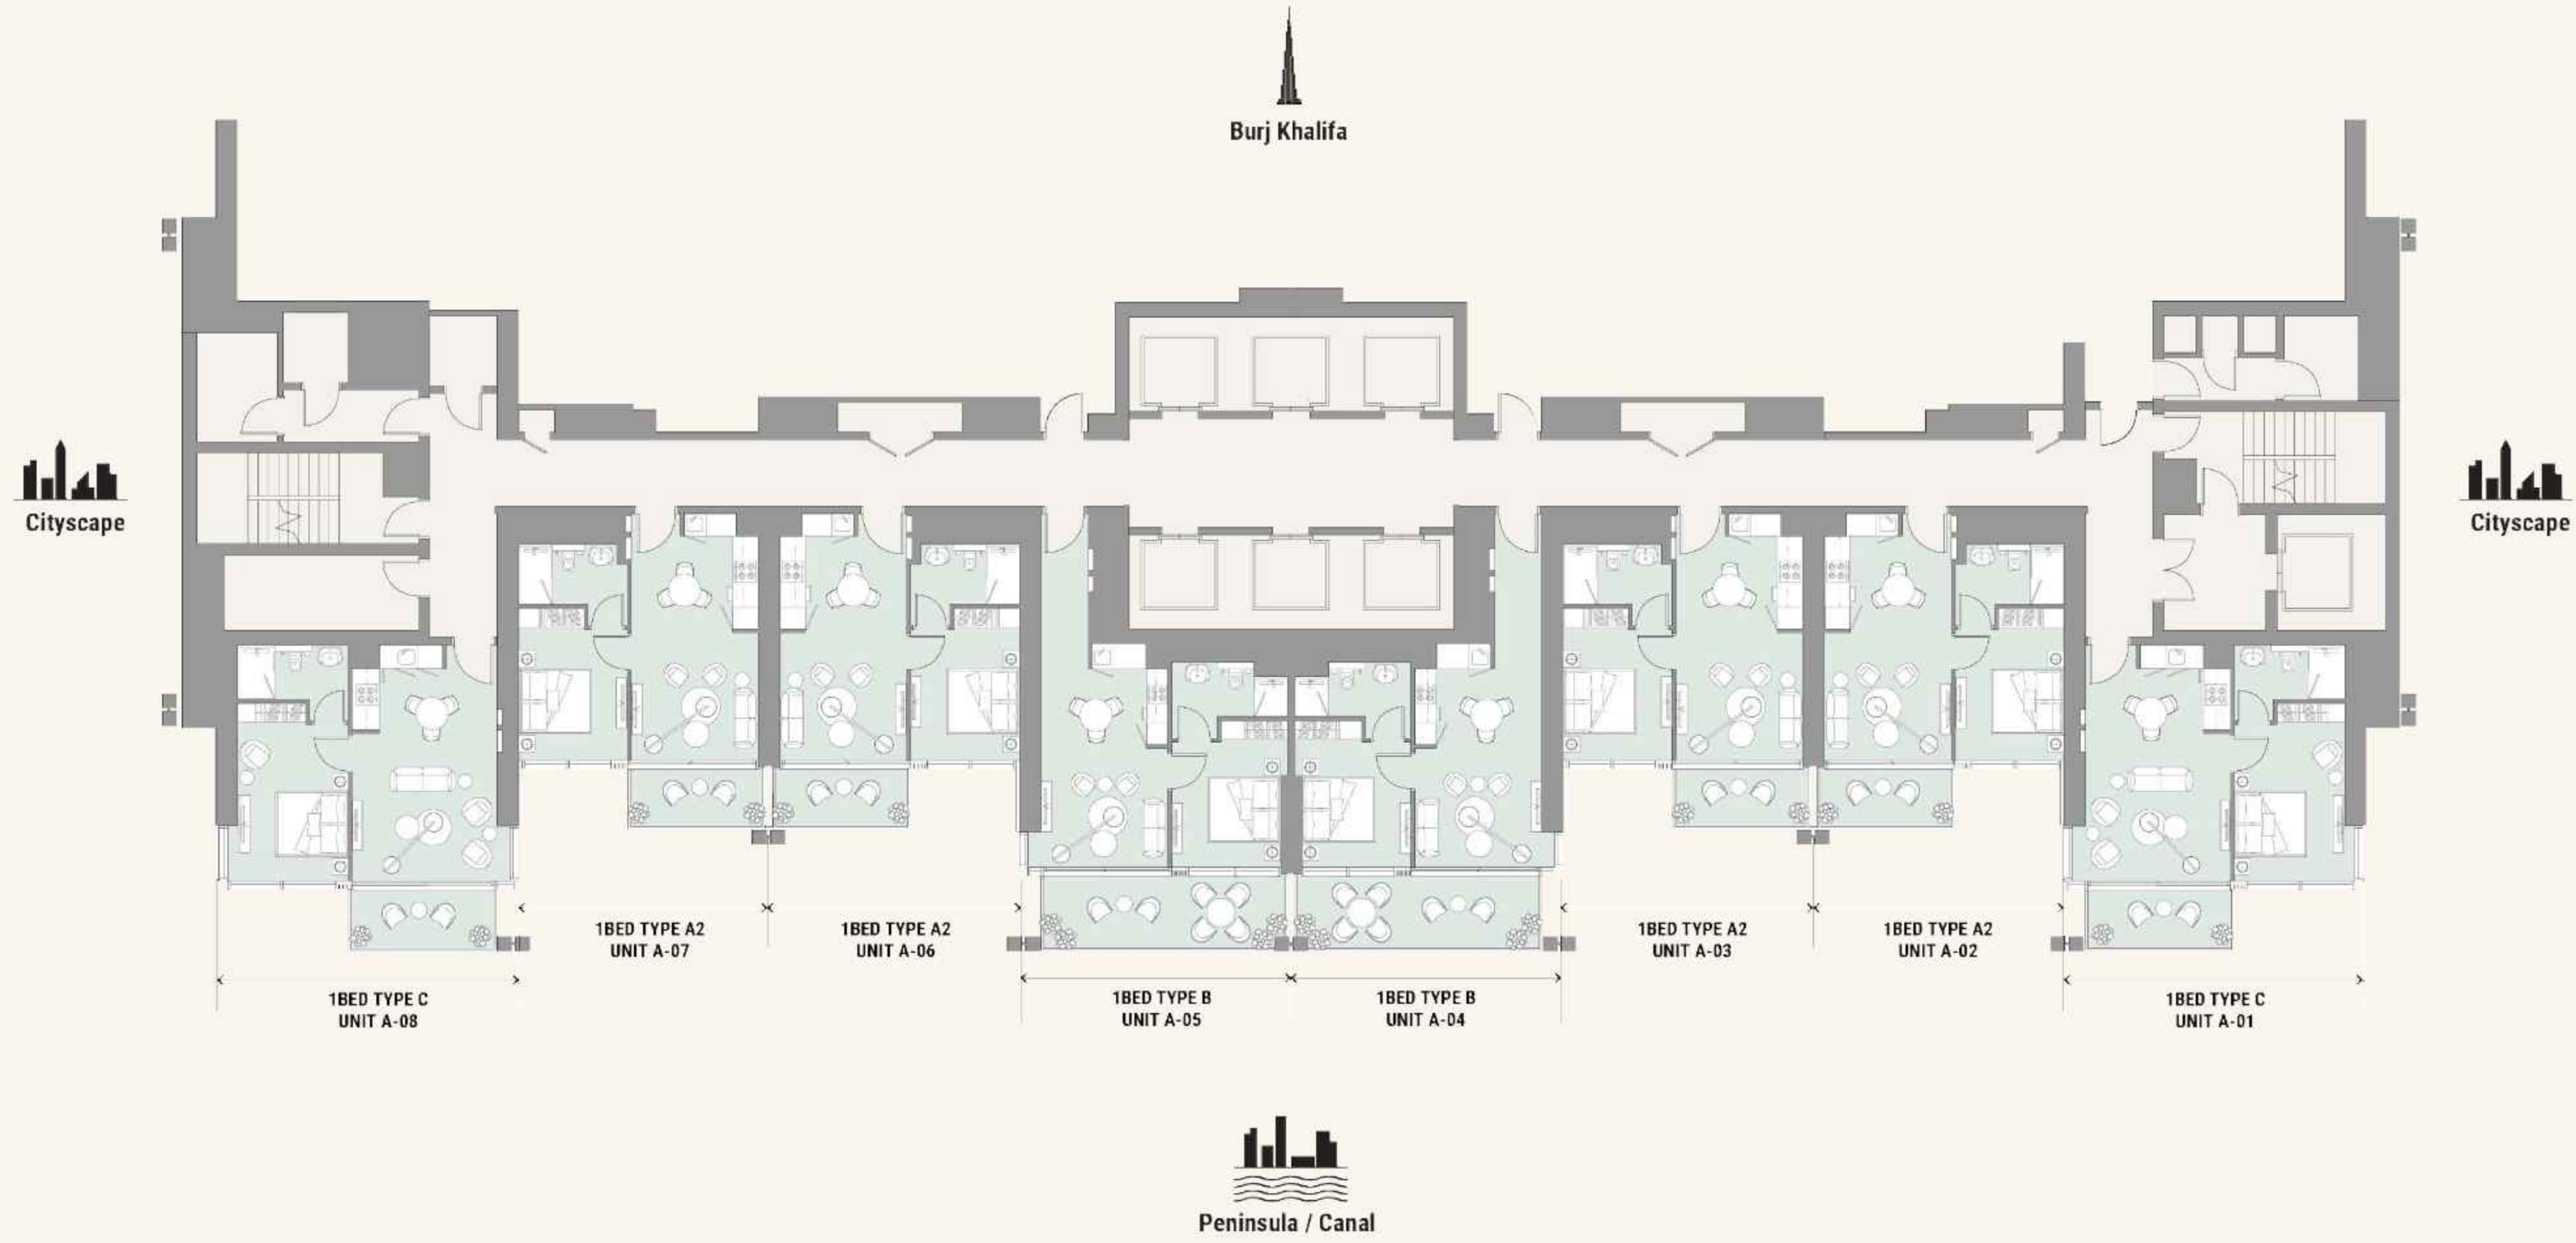 Burj Khalifa
Cityscape
Cityscape
1BED TYPE A2
UNIT A-07
1BED TYPE A2
UNIT A-06
1BED TYPE A2
UNIT A-03
1BED TYPE A2
UNIT A-02
1BED TYPE C
UNIT A-08
1BED TYPE B
UNIT A-05
1BED TYPE B
UNIT A-04
1BED TYPE C
UNIT A-01
Peninsula / Canal